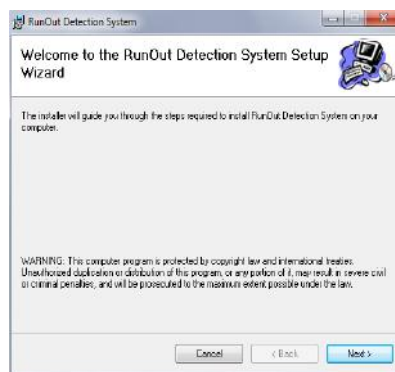 RunOut Detection System
Welcome to the RunOut Detection System Setup
Wizard
The installer will guide you through the steps required to install RunOut Detection System on your
computer.
WARNING: This computer program is protected by copyright law and international treaties.
Unauthorized duplication or distribution of this program, or any portion of it, may result in severe civil
or criminal penalties, and will be prosecuted to the maximum extent possible under the law.
Cancel < Back Next >